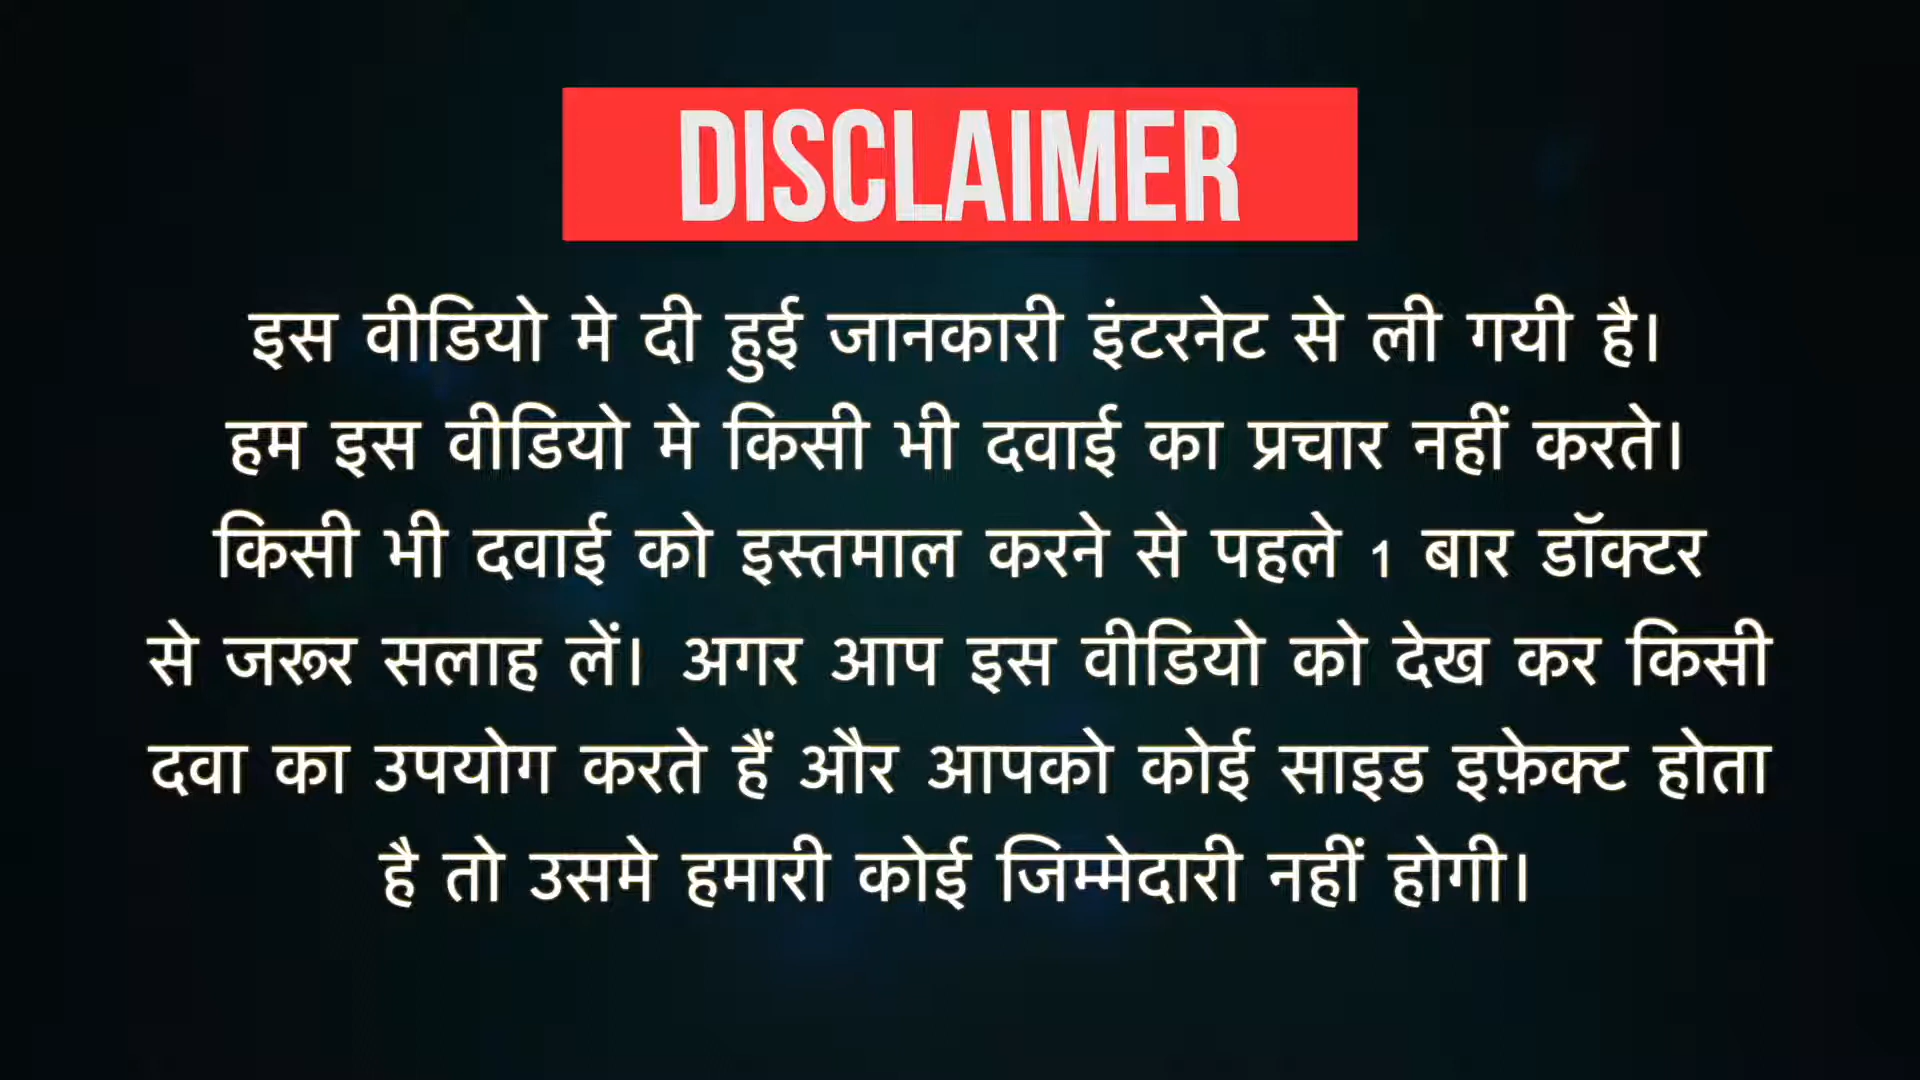 DISCLAIMER
इस वीडियो मे दी हुई जानकारी इंटरनेट से ली गयी है।
हम इस वीडियो मे किसी भी दवाई का प्रचार नहीं करते।
किसी भी दवाई को इस्तमाल करने से पहले 1 बार डॉक्टर
से जरूर सलाह लें। अगर आप इस वीडियो को देख कर किसी
दवा का उपयोग करते हैं और आपको कोई साइड इफ़ेक्ट होता
है तो उसमे हमारी कोई जिम्मेदारी नहीं होगी।